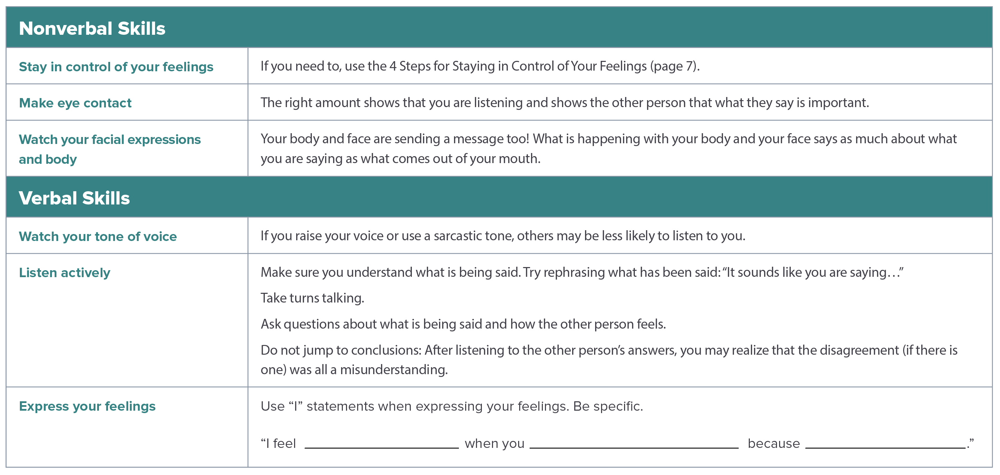 Nonverbal Skills
Stay in control of your feelings
If you need to, use the 4 Steps for Staying in Control of Your Feelings (page 7).
Make eye contact
The right amount shows that you are listening and shows the other person that what they say is important.
Watch your facial expressions
and body
Your body and face are sending a message too! What is happening with your body and your face says as much about what
you are saying as what comes out of your mouth.
Verbal Skills
Watch your tone of voice
If you raise your voice or use a sarcastic tone, others may be less likely to listen to you.
Listen actively
Make sure you understand what is being said. Try rephrasing what has been said: “It sounds like you are saying…”
Take turns talking.
Ask questions about what is being said and how the other person feels.
Do not jump to conclusions: After listening to the other person’s answers, you may realize that the disagreement (if there is
one) was all a misunderstanding.
Express your feelings
Use “I” statements when expressing your feelings. Be specific.
“I feel ____________ when you ________________ because ____________.”